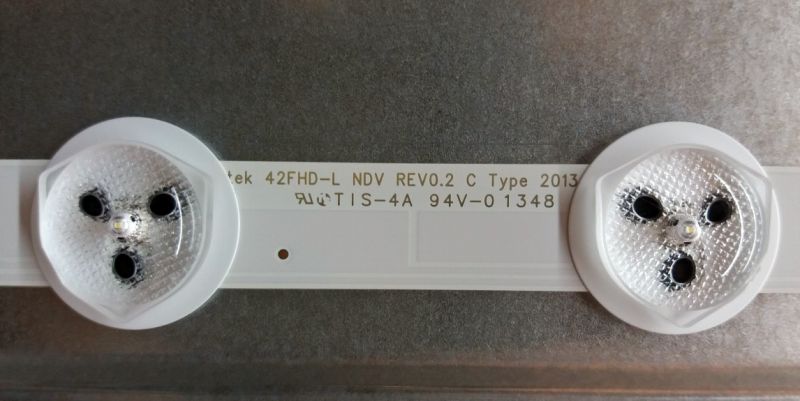 tek 42FHD-L NDV REV0.2 C Type 2013
TIS-4A 94V-0 1348